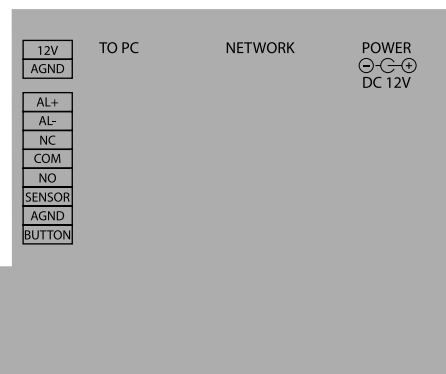 TO PC NETWORK POWER
DC 12V
12V
AGND
AL+
AL-
NC
COM
NO
SENSOR
AGND
BUTTON